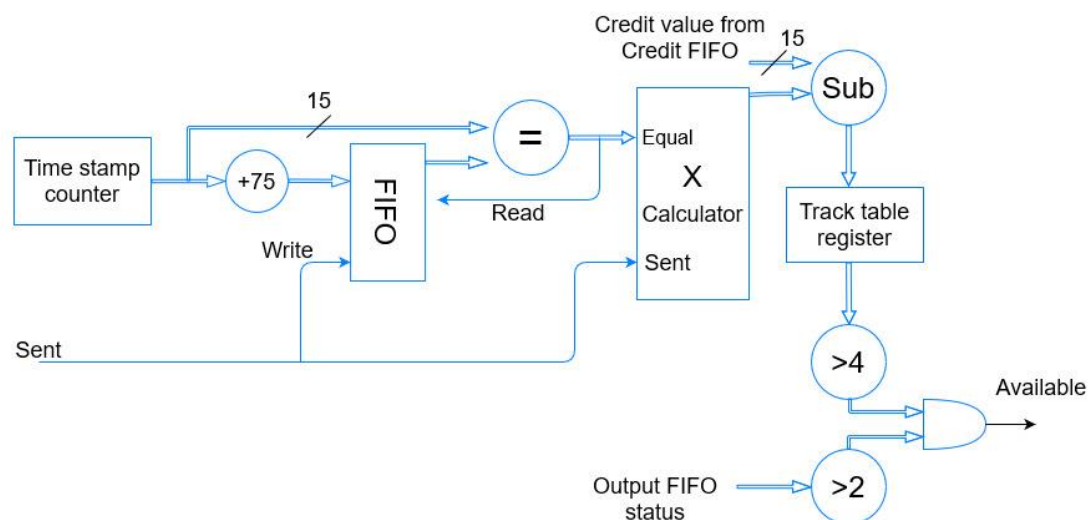 Credit value from
Credit FIFO
15
Sub
15
Time stamp
counter
+75
FIFO
=
Read
Equal
X
Calculator
Sent
Track table
register
Write
Sent
>4
Available
Output FIFO
status
>2